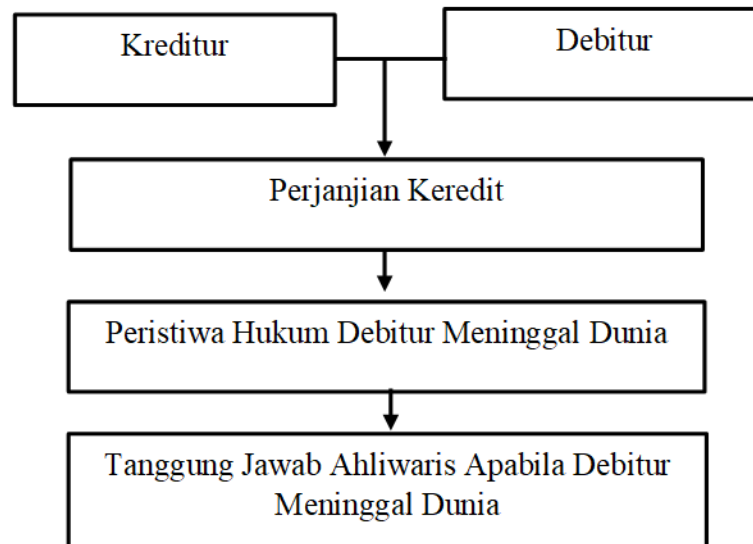 Kreditur
Debitur
Perjanjian Keredit
Peristiwa Hukum Debitur Meninggal Dunia
Tanggung Jawab Ahliwaris Apabila Debitur
Meninggal Dunia